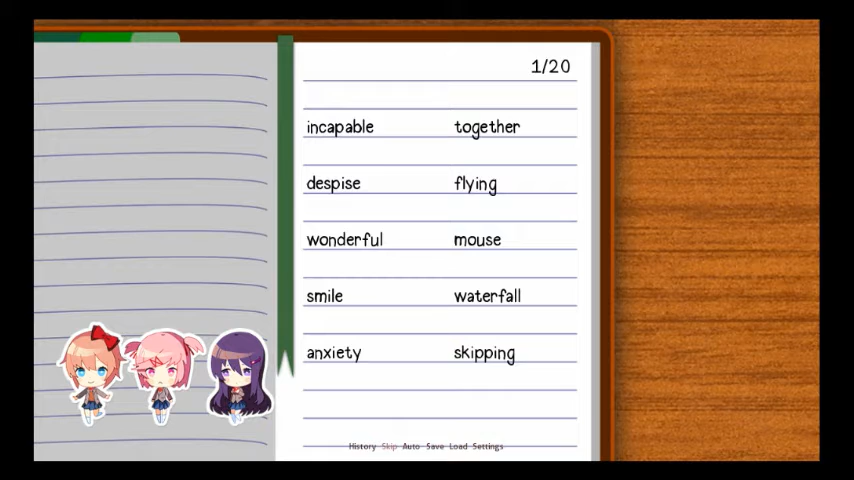 1/20
incapable together
despise flying
wonderful mouse
smile waterfall
anxiety skipping
History Skip Auto Save Load Settings